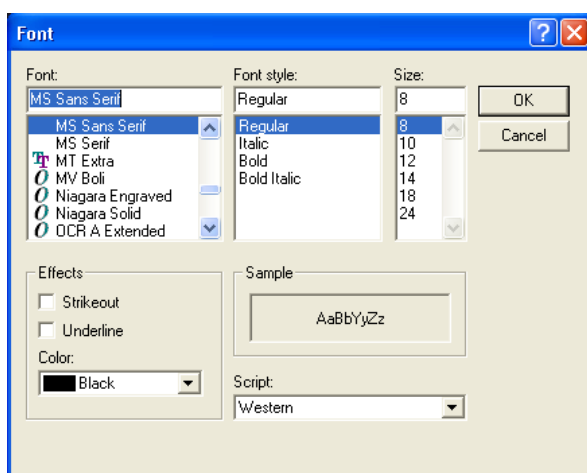 Font
Font:
MS Sans Serif
MS Sans Serif
MS Serif
MT Extra
MV Boli
Niagara Engraved
Niagara Solid
OCR A Extended
Font style:
Regular
Regular
Italic
Bold
Bold Italic
Size:
8
8
10
12
14
18
24
OK
Cancel
Effects
Strikeout
Underline
Color:
Black
Sample
AaBbYyZz
Script:
Western